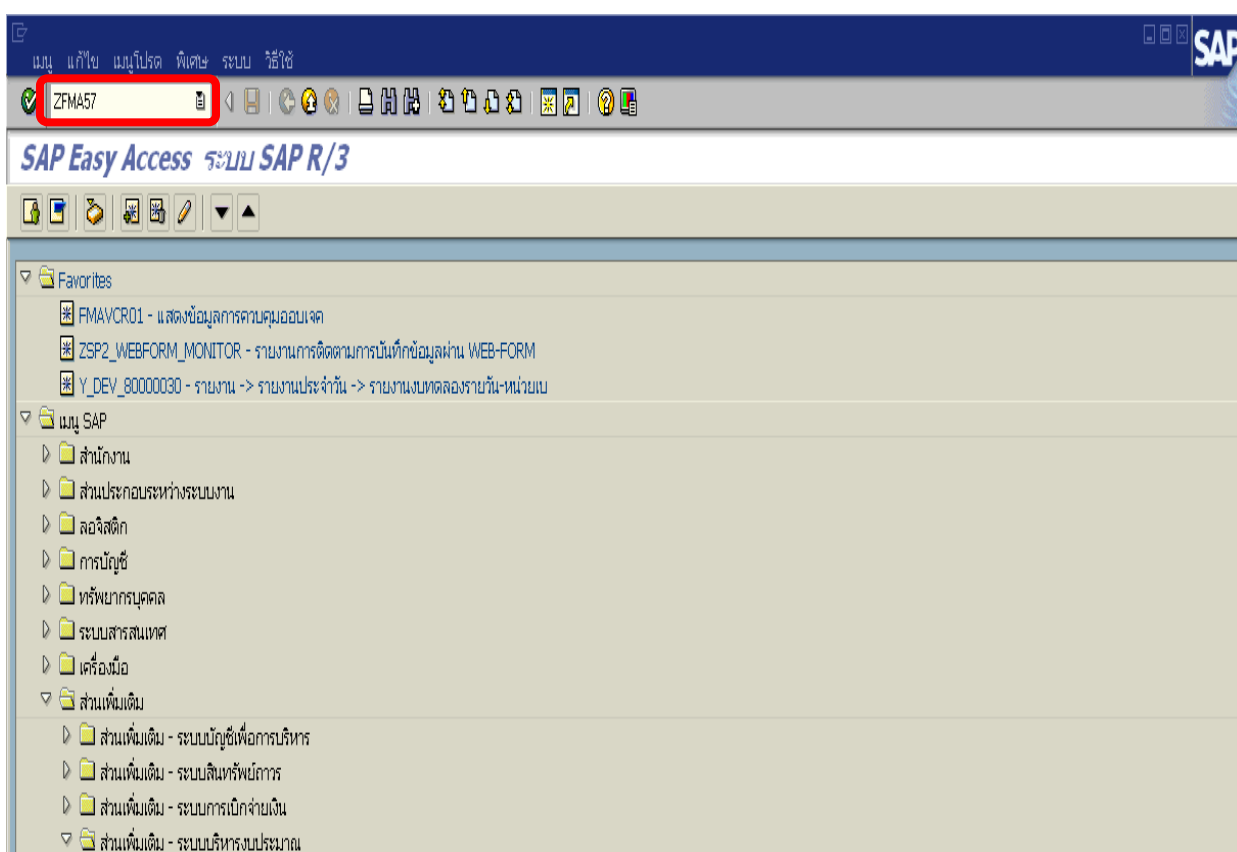 เมนู แก้ไข เมนูโปรด พิเศษ ระบบ วิธีใช้
SAP
ZFMA57
SAP Easy Access ระบบ SAP R/3
Favorites
FMAVCR01 - แสดงข้อมูลการควบคุมออบเจค
ZSP2_WEBFORM_MONITOR - รายงานการติดตามการบันทึกข้อมูลผ่าน WEB-FORM
Y_DEV_80000030 - รายงาน -> รายงานประจำวัน -> รายงานงบทดลองรายวัน-หน่วยเบ
เมนู SAP
สำนักงาน
ส่วนประกอบระหว่างระบบงาน
ลอจิสติก
การบัญชี
ทรัพยากรบุคคล
ระบบสารสนเทศ
เครื่องมือ
ส่วนเพิ่มเติม
ส่วนเพิ่มเติม - ระบบบัญชีเพื่อการบริหาร
ส่วนเพิ่มเติม - ระบบสินทรัพย์ถาวร
ส่วนเพิ่มเติม - ระบบการเบิกจ่ายเงิน
ส่วนเพิ่มเติม - ระบบบริหารงบประมาณ